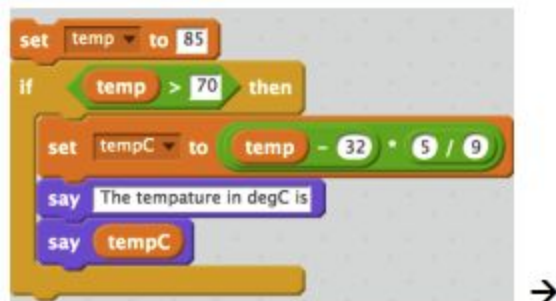 set temp to 85
if temp > 70 then
set tempC to temp - 32 * 5 / 9
say The tempature in degC is
say tempC
→